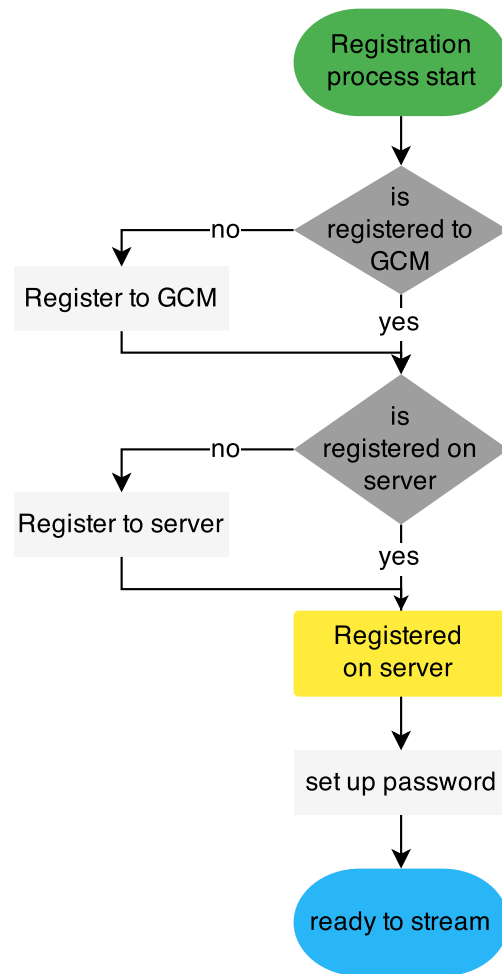 Registration
process start
is
registered to
GCM
no
Register to GCM
yes
is
registered on
server
no
Register to server
yes
Registered
on server
set up password
ready to stream